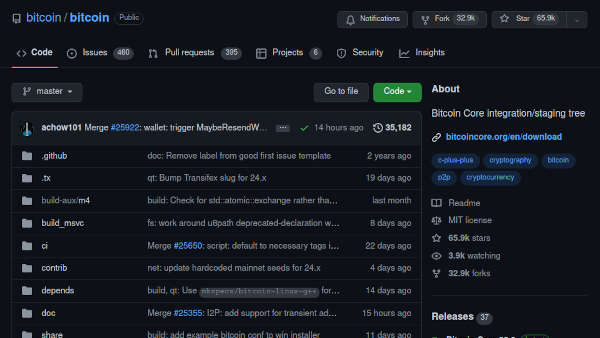 bitcoin / bitcoin Public
Notifications Fork 32.9k Star 65.9k
Code Issues 460 Pull requests 395 Projects 6 Security Insights
master Go to file Code
achow101 Merge #25922: wallet: trigger MaybeResendW... 14 hours ago 35,182
.github doc: Remove label from good first issue template 2 years ago
.tx qt: Bump Transifex slug for 24.x 19 days ago
build-aux/m4 build: Check for std::atomic::exchange rather tha... last month
build_msvc fs: work around u8path deprecated-declaration w... 8 days ago
ci Merge #25650: script: default to necessary tags i... 22 days ago
contrib net: update hardcoded mainnet seeds for 24.x 4 days ago
depends build, qt: Use mkspecs/bitcoin-linux-g++ for... 14 days ago
doc Merge #25355: I2P: add support for transient ad... 15 hours ago
share build: add example bitcoin conf to win installer 11 days ago
About
Bitcoin Core integration/staging tree
bitcoincore.org/en/download
c-plus-plus cryptography bitcoin
p2p cryptocurrency
Readme
MIT license
65.9k stars
3.9k watching
32.9k forks
Releases 37